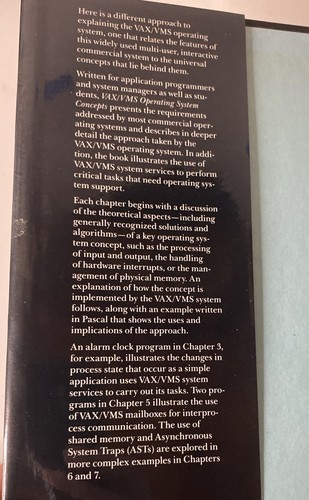 Here is a different approach to
explaining the VAX/VMS operating
system, one that relates the features of
this widely used multi-user, interactive
commercial system to the universal
concepts that lie behind them.
Written for application programmers
and system managers as well as stu-
dents, VAX/VMS Operating System
Concepts presents the requirements
addressed by most commercial oper-
ating systems and describes in deeper
detail the approach taken by the
VAX/VMS operating system. In addi-
tion, the book illustrates the use of
VAX/VMS system services to perform
critical tasks that need operating sys-
tem support.
Each chapter begins with a discussion
of the theoretical aspects—including
generally recognized solutions and
algorithms—of a key operating sys-
tem concept, such as the processing
of input and output, the handling
of hardware interrupts, or the man-
agement of physical memory. An
explanation of how the concept is
implemented by the VAX/VMS system
follows, along with an example written
in Pascal that shows the uses and
implications of the approach.
An alarm clock program in Chapter 3,
for example, illustrates the changes in
process state that occur as a simple
application uses VAX/VMS system
services to carry out its tasks. Two pro-
grams in Chapter 5 illustrate the use
of VAX/VMS mailboxes for interpro-
cess communication. The use of
shared memory and Asynchronous
System Traps (ASTs) are explored in
more complex examples in Chapters
6 and 7.